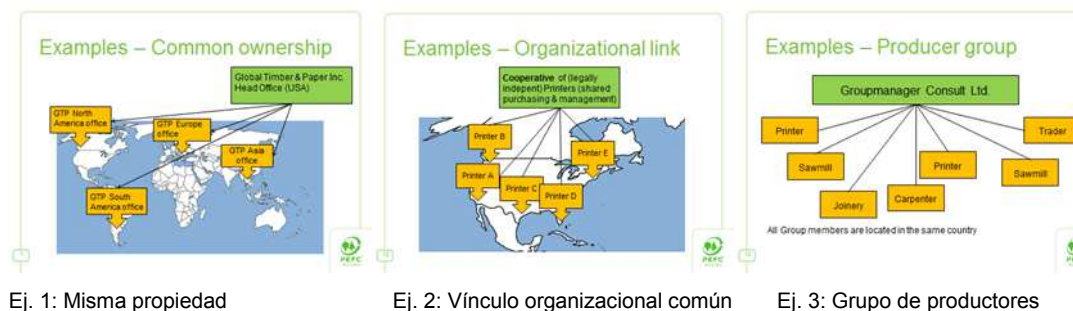 Examples – Common ownership
Global Timber & Paper Inc.
Head Office (USA)
GTP North
America office
GTP Europe
office
GTP Asia
office
GTP South
America office
PEFC
Examples – Organizational link
Cooperative of (legally
indepent) Printers (shared
purchasing & management)
Printer B
Printer E
Printer A
Printer C
Printer D
PEFC
Examples – Producer group
Groupmanager Consult Ltd.
Printer
Trader
Sawmill
Printer
Sawmill
Joinery
Carpenter
All Group members are located in the same country
Ej. 1: Misma propiedad
Ej. 2: Vínculo organizacional común
Ej. 3: Grupo de productores